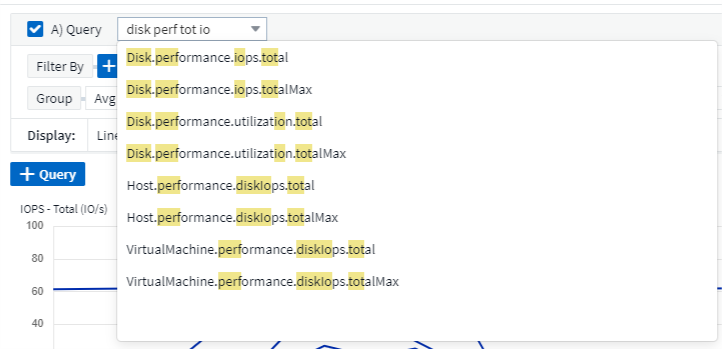 A) Query disk perf tot io
Disk.performance.iops.total
Filter By
Disk.performance.iops.totalMax
Group Avg
Disk.performance.utilization.total
Display: Line
Disk.performance.utilization.totalMax
Query
Host.performance.diskIops.total
IOPS - Total (IO/s)
Host.performance.diskIops.totalMax
100
VirtualMachine.performance.diskIops.total
80
VirtualMachine.performance.diskIops.totalMax
60
40